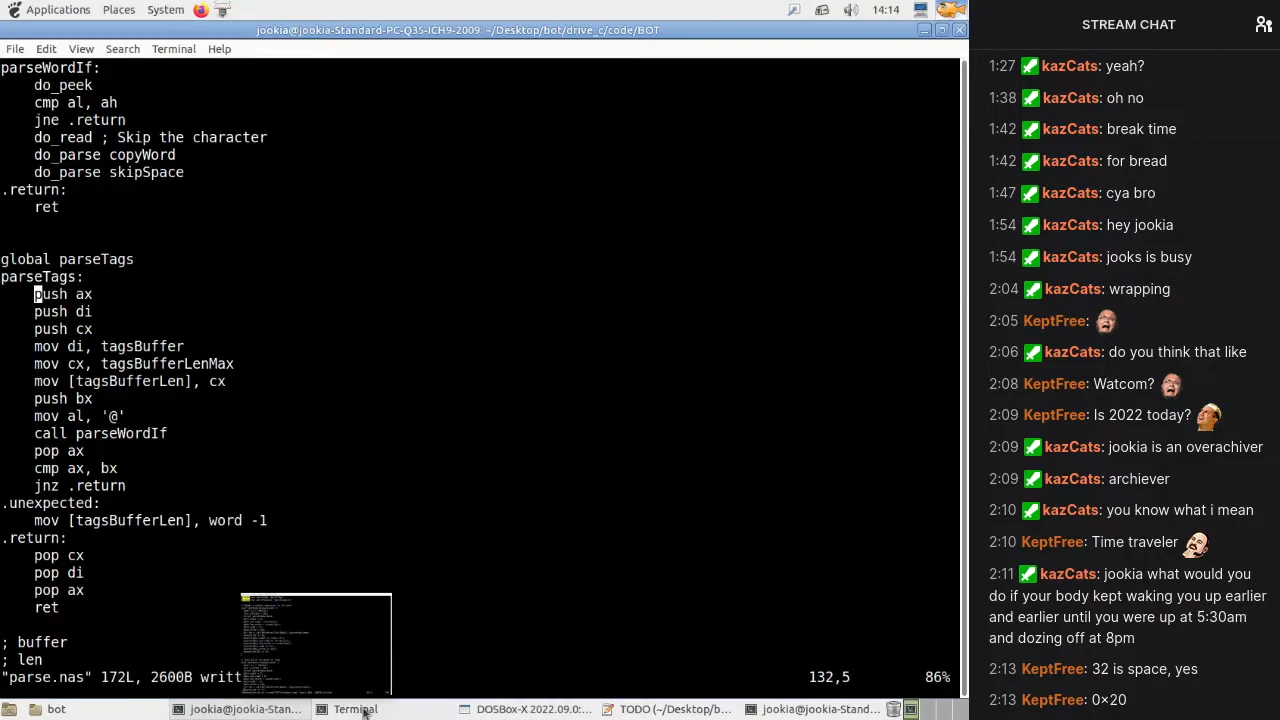 Applications Places System 14:14
jookia@jookia-Standard-PC-Q35-ICH9-2009: ~/Desktop/bot/drive_c/code/BOT
File Edit View Search Terminal Help
parseWordIf:
do_peek
cmp al, ah
jne .return
do_read ; Skip the character
do_parse copyWord
do_parse skipSpace
.return:
ret
global parseTags
parseTags:
push ax
push di
push cx
mov di, tagsBuffer
mov cx, tagsBufferLenMax
mov [tagsBufferLen], cx
push bx
mov al, '@'
call parseWordIf
pop ax
cmp ax, bx
jnz .return
.unexpected:
mov [tagsBufferLen], word -1
.return:
pop cx
pop di
pop ax
ret
; buffer
; len
"parse.nas" 172L, 2600B writt 132,5 86%
bot jookia@jookia-Stan... Terminal DOSBox-X 2022.09.0:... TODO (~/Desktop/b... jookia@jookia-Stand...
STREAM CHAT
1:27 kazCats: yeah?
1:38 kazCats: oh no
1:42 kazCats: break time
1:42 kazCats: for bread
1:47 kazCats: cya bro
1:54 kazCats: hey jookia
1:54 kazCats: jooks is busy
2:04 kazCats: wrapping
2:05 KeptFree:
2:06 kazCats: do you think that like
2:08 KeptFree: Watcom?
2:09 KeptFree: Is 2022 today?
2:09 kazCats: jookia is an overachiver
2:09 kazCats: archiever
2:10 kazCats: you know what i mean
2:10 KeptFree: Time traveler
2:11 kazCats: jookia what would you
do if your body kept waking you up earlier
and earlier until you're awake at 5:30am
and dozing off at midnight
2:12 KeptFree: 32 is space, yes
2:13 KeptFree: 0×20